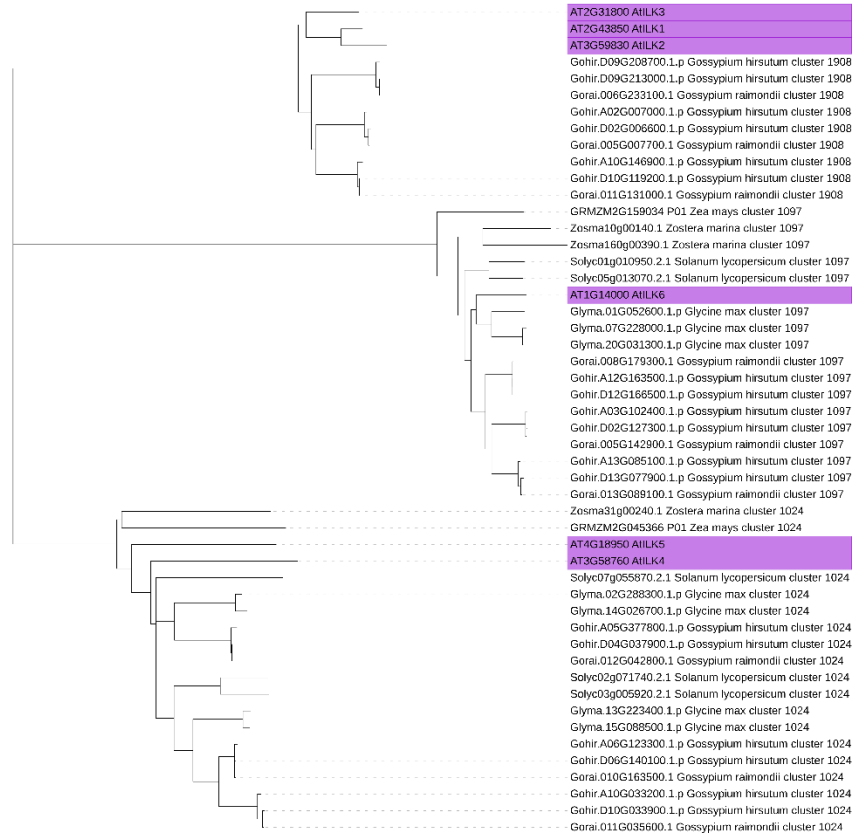 AT2G31800 AtILK3
AT2G43850 AtILK1
AT3G59830 AtILK2
Gohir.D09G208700.1.p Gossypium hirsutum cluster 1908
Gohir.D09G213000.1.p Gossypium hirsutum cluster 1908
Gorai.006G233100.1 Gossypium raimondii cluster 1908
Gohir.A02G007000.1.p Gossypium hirsutum cluster 1908
Gohir.D02G006600.1.p Gossypium hirsutum cluster 1908
Gorai.005G007700.1 Gossypium raimondii cluster 1908
Gohir.A10G146900.1.p Gossypium hirsutum cluster 1908
Gohir.D10G119200.1.p Gossypium hirsutum cluster 1908
Gorai.011G131000.1 Gossypium raimondii cluster 1908
GRMZM2G159034 P01 Zea mays cluster 1097
Zosma10g00140.1 Zostera marina cluster 1097
Zosma160g00390.1 Zostera marina cluster 1097
Solyc01g010950.2.1 Solanum lycopersicum cluster 1097
Solyc05g013070.2.1 Solanum lycopersicum cluster 1097
AT1G14000 AtILK6
Glyma.01G052600.1.p Glycine max cluster 1097
Glyma.07G228000.1.p Glycine max cluster 1097
Glyma.20G031300.1.p Glycine max cluster 1097
Gorai.008G179300.1 Gossypium raimondii cluster 1097
Gohir.A12G163500.1.p Gossypium hirsutum cluster 1097
Gohir.D12G166500.1.p Gossypium hirsutum cluster 1097
Gohir.A03G102400.1.p Gossypium hirsutum cluster 1097
Gohir.D02G127300.1.p Gossypium hirsutum cluster 1097
Gorai.005G142900.1 Gossypium raimondii cluster 1097
Gohir.A13G085100.1.p Gossypium hirsutum cluster 1097
Gohir.D13G077900.1.p Gossypium hirsutum cluster 1097
Gorai.013G089100.1 Gossypium raimondii cluster 1097
Zosma31g00240.1 Zostera marina cluster 1024
GRMZM2G045366 P01 Zea mays cluster 1024
AT4G18950 AtILK5
AT3G58760 AtILK4
Solyc07g055870.2.1 Solanum lycopersicum cluster 1024
Glyma.02G288300.1.p Glycine max cluster 1024
Glyma.14G026700.1.p Glycine max cluster 1024
Gohir.A05G377800.1.p Gossypium hirsutum cluster 1024
Gohir.D04G037900.1.p Gossypium hirsutum cluster 1024
Gorai.012G042800.1 Gossypium raimondii cluster 1024
Solyc02g071740.2.1 Solanum lycopersicum cluster 1024
Solyc03g005920.2.1 Solanum lycopersicum cluster 1024
Glyma.13G223400.1.p Glycine max cluster 1024
Glyma.15G088500.1.p Glycine max cluster 1024
Gohir.A06G123300.1.p Gossypium hirsutum cluster 1024
Gohir.D06G140100.1.p Gossypium hirsutum cluster 1024
Gorai.010G163500.1 Gossypium raimondii cluster 1024
Gohir.A10G033200.1.p Gossypium hirsutum cluster 1024
Gohir.D10G033900.1.p Gossypium hirsutum cluster 1024
Gorai.011G035600.1 Gossypium raimondii cluster 1024